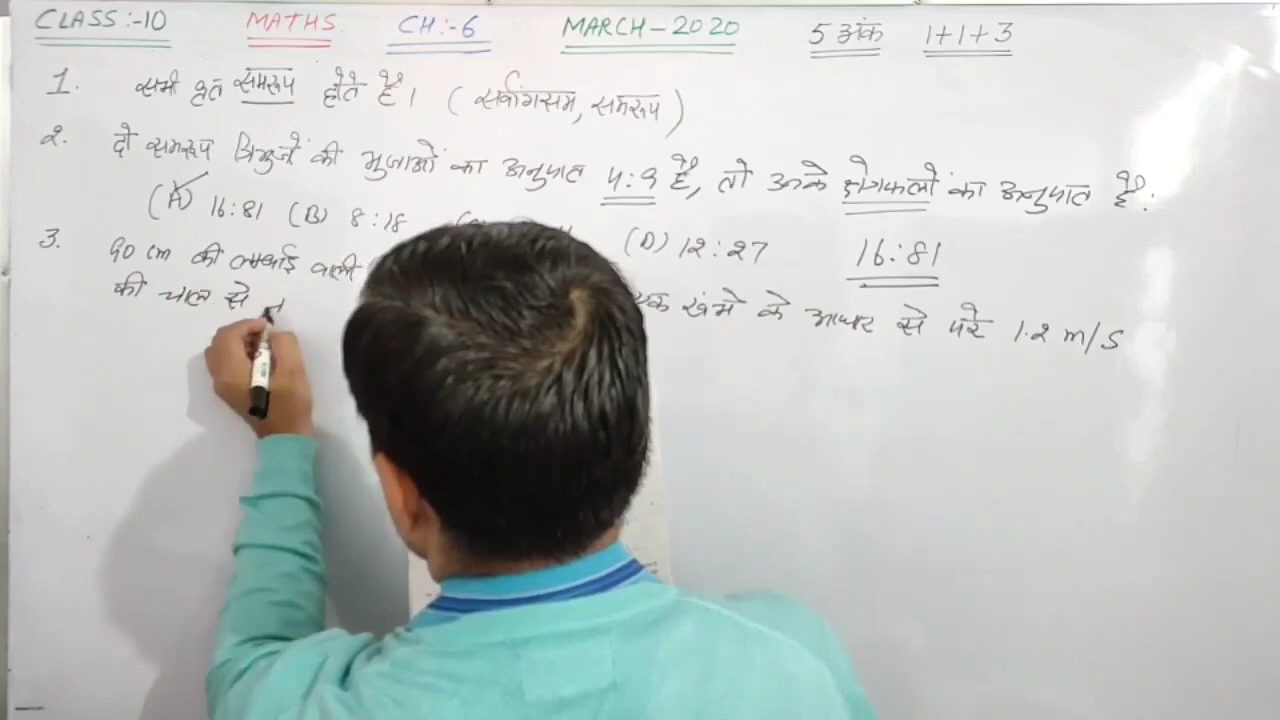 CLASS:-10 MATHS. CH:-6 MARCH-2020 5 अंक 1+1+3
1. सभी वृत समरूप होते हैं। (सर्वांगसम, समरूप)
2. दो समरूप त्रिभुजों की भुजाओं का अनुपात 4:9 है, तो उनके क्षेत्रफलों का अनुपात है:
(A) 16:81 (B) 8:18 (D) 12:27 16:81
3. 90 cm की लम्बाई वाली एक खंभे के आधार से परे 1.2 m/s
की चाल से